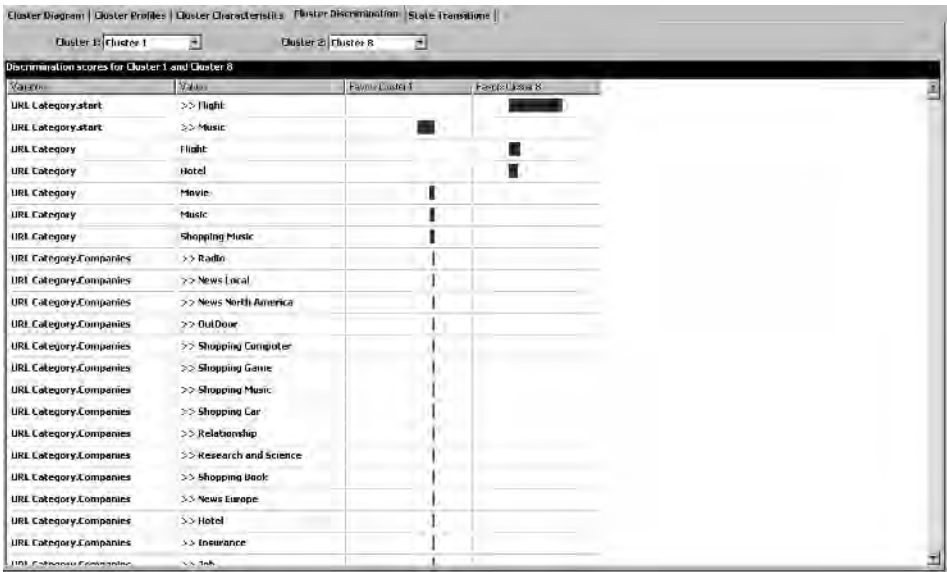 Cluster Diagram | Cluster Profiles | Cluster Characteristics | Cluster Discrimination | State Transitions |
Cluster 1: Cluster 1 Cluster 2: Cluster 8
Discrimination scores for Cluster 1 and Cluster 8
Variables Values Favors Cluster 1 Favors Cluster 8
URL Category.start >> Flight
URL Category.start >> Music
URL Category Flight
URL Category Hotel
URL Category Movie
URL Category Music
URL Category Shopping Music
URL Category.Companies >> Radio
URL Category.Companies >> News Local
URL Category.Companies >> News North America
URL Category.Companies >> OutDoor
URL Category.Companies >> Shopping Computer
URL Category.Companies >> Shopping Game
URL Category.Companies >> Shopping Music
URL Category.Companies >> Shopping Car
URL Category.Companies >> Relationship
URL Category.Companies >> Research and Science
URL Category.Companies >> Shopping Book
URL Category.Companies >> News Europe
URL Category.Companies >> Hotel
URL Category.Companies >> Insurance
URL Category.Companies >> Job